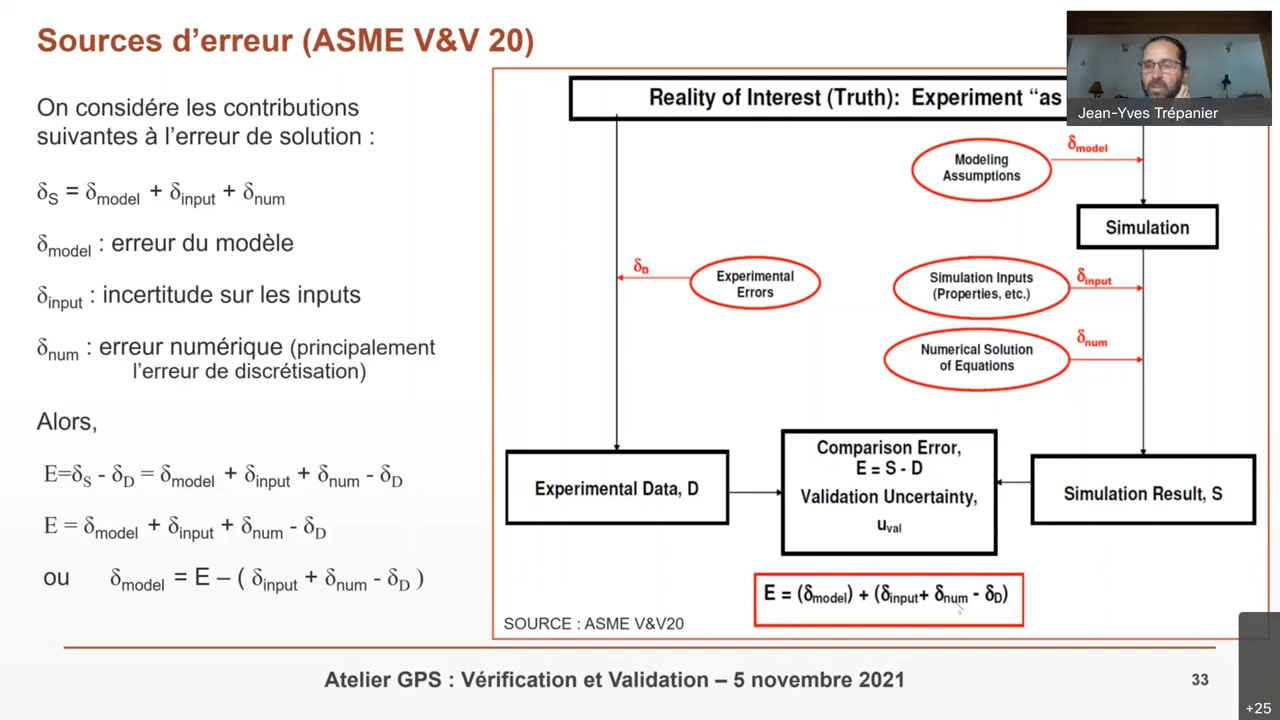 Sources d’erreur (ASME V&V 20)
On considére les contributions
suivantes à l’erreur de solution :
δS = δmodel + δinput + δnum
δmodel : erreur du modèle
δinput : incertitude sur les inputs
δnum : erreur numérique (principalement
l’erreur de discrétisation)
Alors,
E=δS - δD = δmodel + δinput + δnum - δD
E = δmodel + δinput + δnum - δD
ou δmodel = E – ( δinput + δnum - δD )
Reality of Interest (Truth): Experiment “as
Jean-Yves Trépanier
Modeling
Assumptions
δmodel
Simulation
δD
Experimental
Errors
Simulation Inputs
(Properties, etc.)
δinput
Numerical Solution
of Equations
δnum
Experimental Data, D
Comparison Error,
E = S - D
Validation Uncertainty,
uval
Simulation Result, S
E = (δmodel) + (δinput+ δnum - δD)
SOURCE : ASME V&V20
Atelier GPS : Vérification et Validation – 5 novembre 2021
33
+25